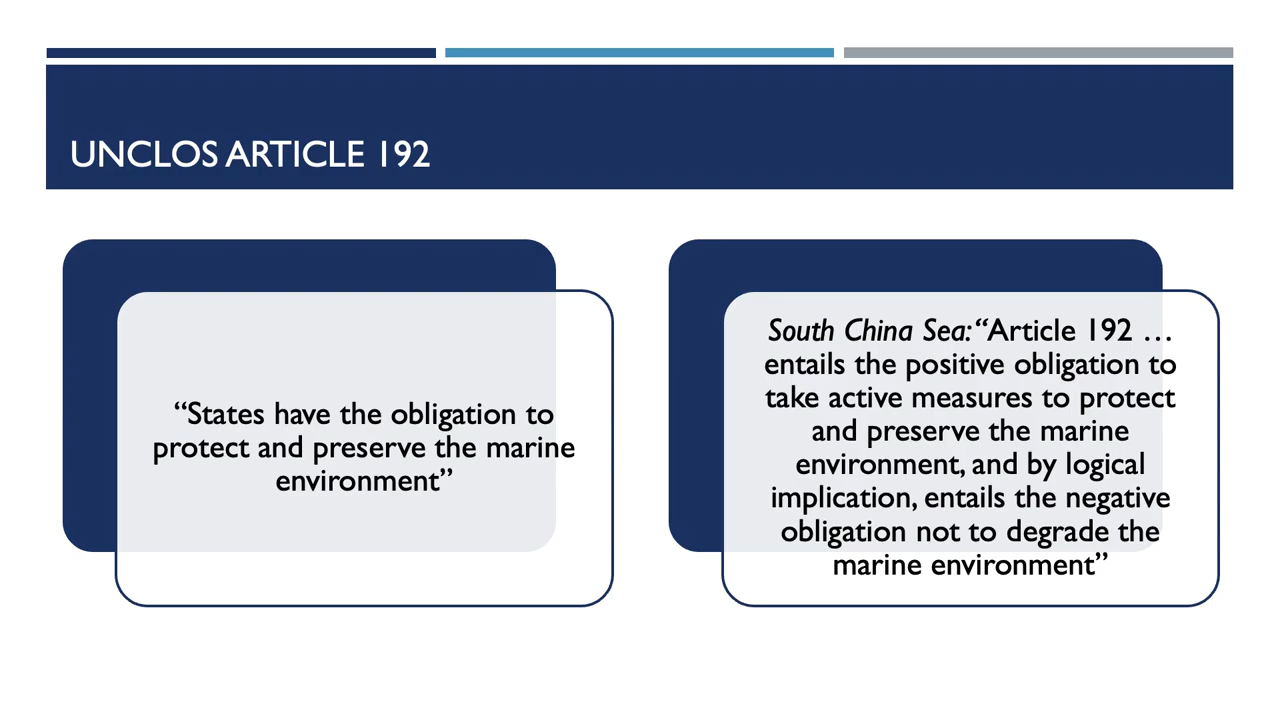 UNCLOS ARTICLE 192
“States have the obligation to
protect and preserve the marine
environment”
South China Sea: “Article 192 …
entails the positive obligation to
take active measures to protect
and preserve the marine
environment, and by logical
implication, entails the negative
obligation not to degrade the
marine environment”